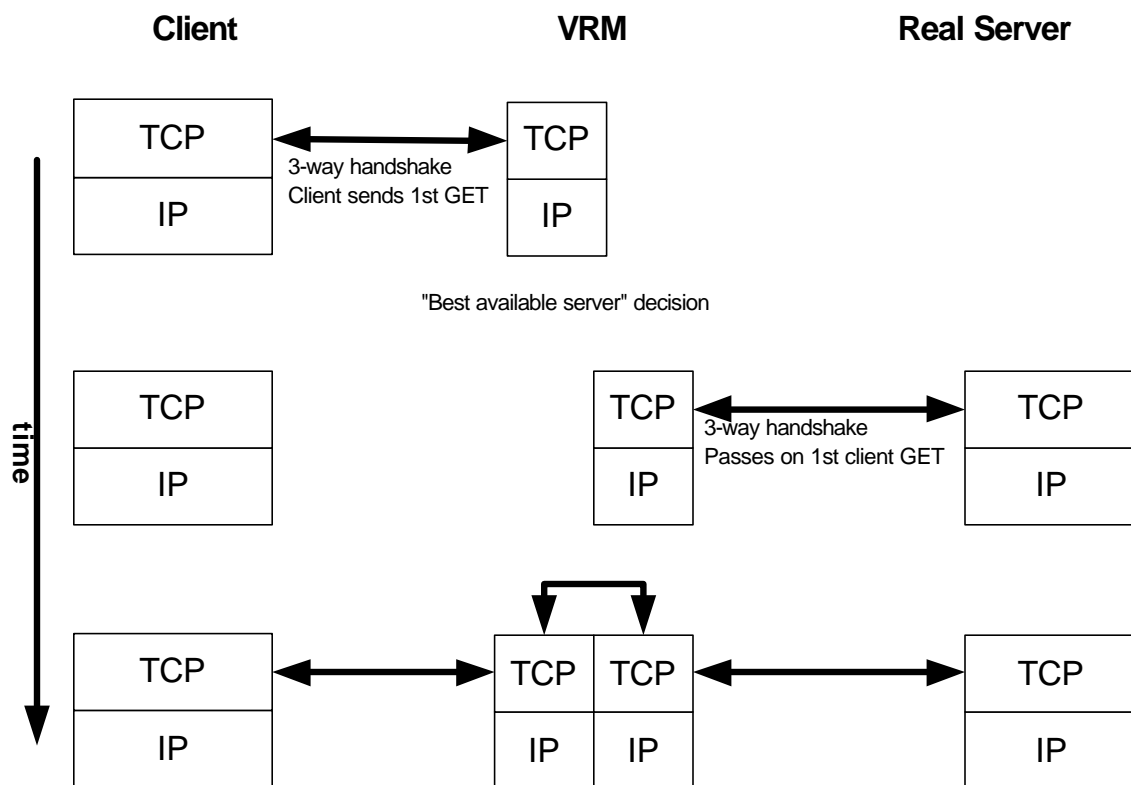 Client
VRM
Real Server
TCP
TCP
3-way handshake
Client sends 1st GET
IP
IP
"Best available server" decision
time
TCP
TCP
TCP
3-way handshake
Passes on 1st client GET
IP
IP
IP
TCP
TCP
TCP
TCP
IP
IP
IP
IP